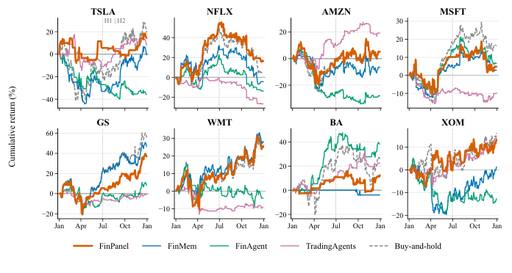 TSLA
NFLX
AMZN
MSFT
H1 | H2
20
0
−20
−40
40
20
0
−20
20
0
−20
30
20
10
0
−10
Jan Apr Jul Oct Jan
Jan Apr Jul Oct Jan
Jan Apr Jul Oct Jan
Jan Apr Jul Oct Jan
Cumulative return (%)
GS
WMT
BA
XOM
60
40
20
0
−20
30
20
10
0
−10
40
20
0
−20
10
0
−10
−20
Jan Apr Jul Oct Jan
Jan Apr Jul Oct Jan
Jan Apr Jul Oct Jan
Jan Apr Jul Oct Jan
FinPanel FinMem FinAgent TradingAgents Buy-and-hold